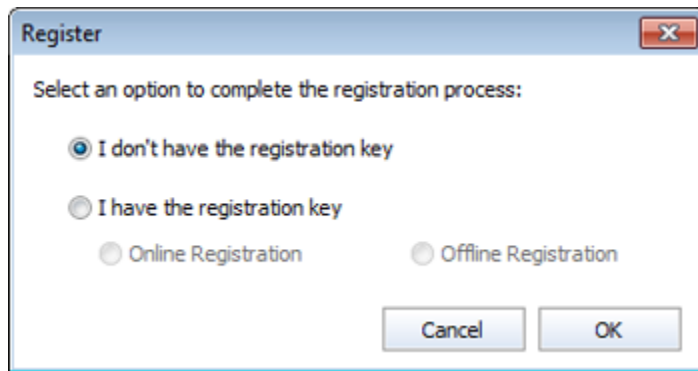 Register
Select an option to complete the registration process:
I don't have the registration key
I have the registration key
Online Registration Offline Registration
Cancel OK